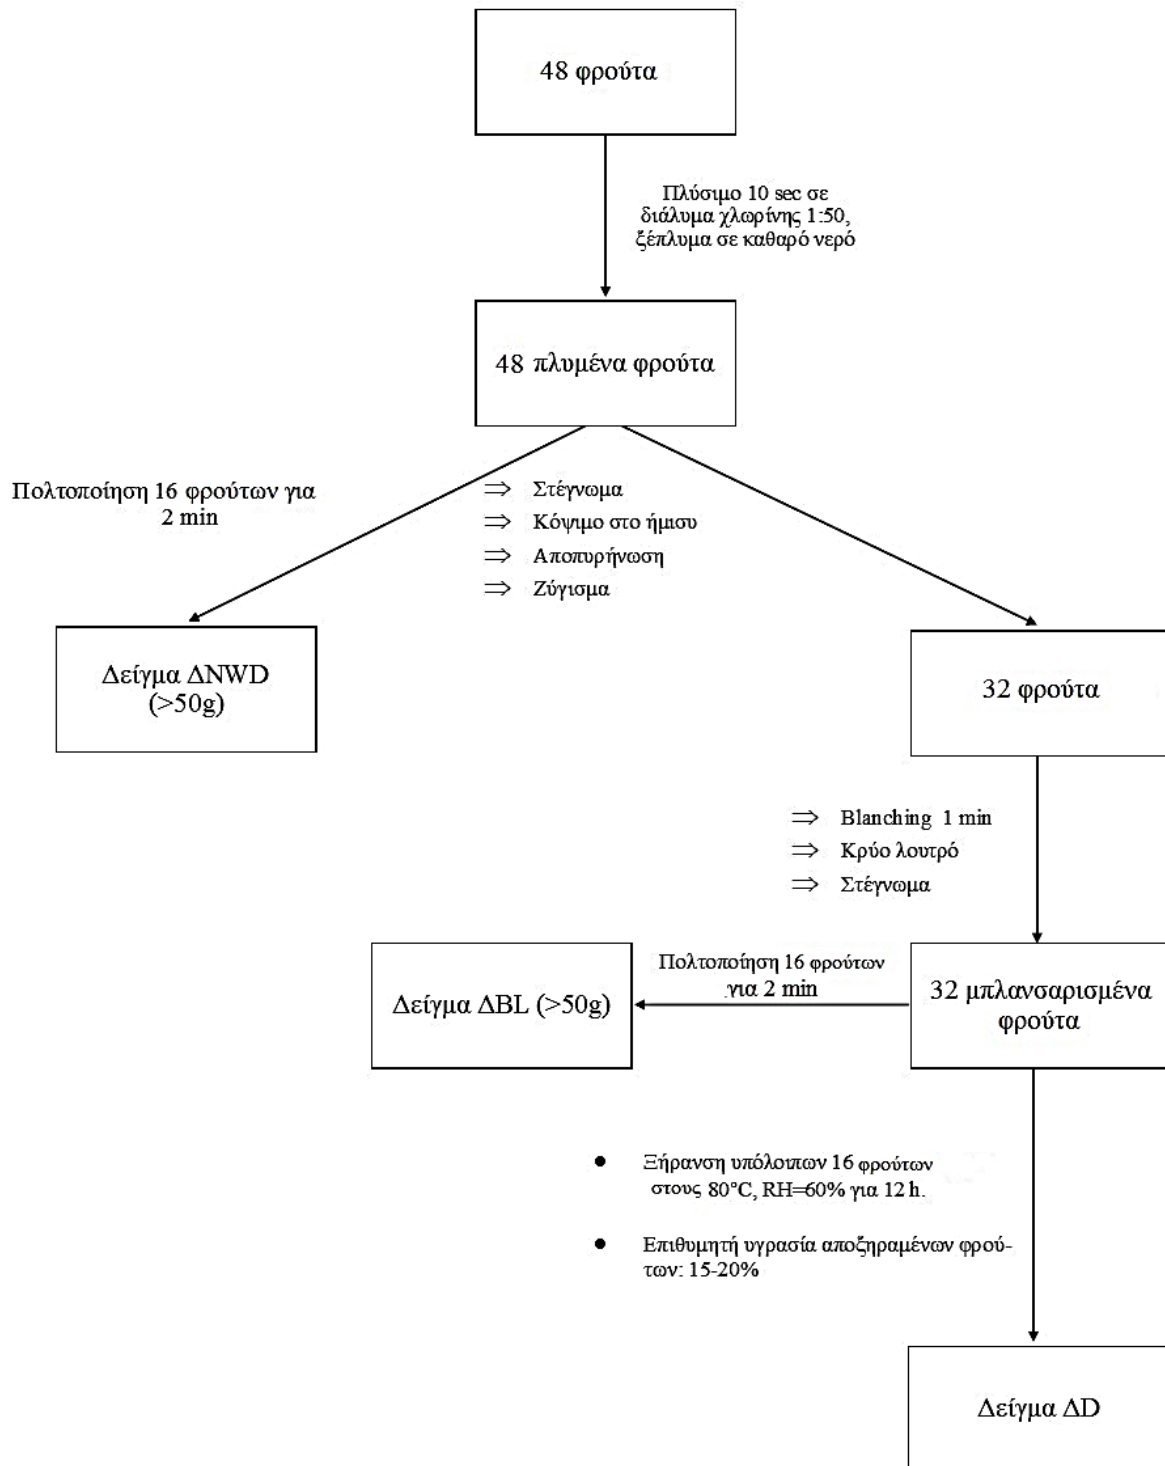 48 φρούτα
Πλύσιμο 10 sec σε
διάλυμα χλωρίνης 1:50,
ξέπλυμα σε καθαρό νερό
48 πλυμένα φρούτα
Πολτοποίηση 16 φρούτων για
2 min
⇒ Στέγνωμα
⇒ Κόψιμο στο ήμισυ
⇒ Αποπυρήνωση
⇒ Ζύγισμα
Δείγμα ΔNWD
(>50g)
32 φρούτα
⇒ Blanching 1 min
⇒ Κρύο λουτρό
⇒ Στέγνωμα
Πολτοποίηση 16 φρούτων
για 2 min
Δείγμα ΔBL (>50g)
32 μπλανσαρισμένα
φρούτα
• Ξήρανση υπόλοιπων 16 φρούτων
στους 80°C, RH=60% για 12 h.
• Επιθυμητή υγρασία αποξηραμένων φρού-
των: 15-20%
Δείγμα ΔD